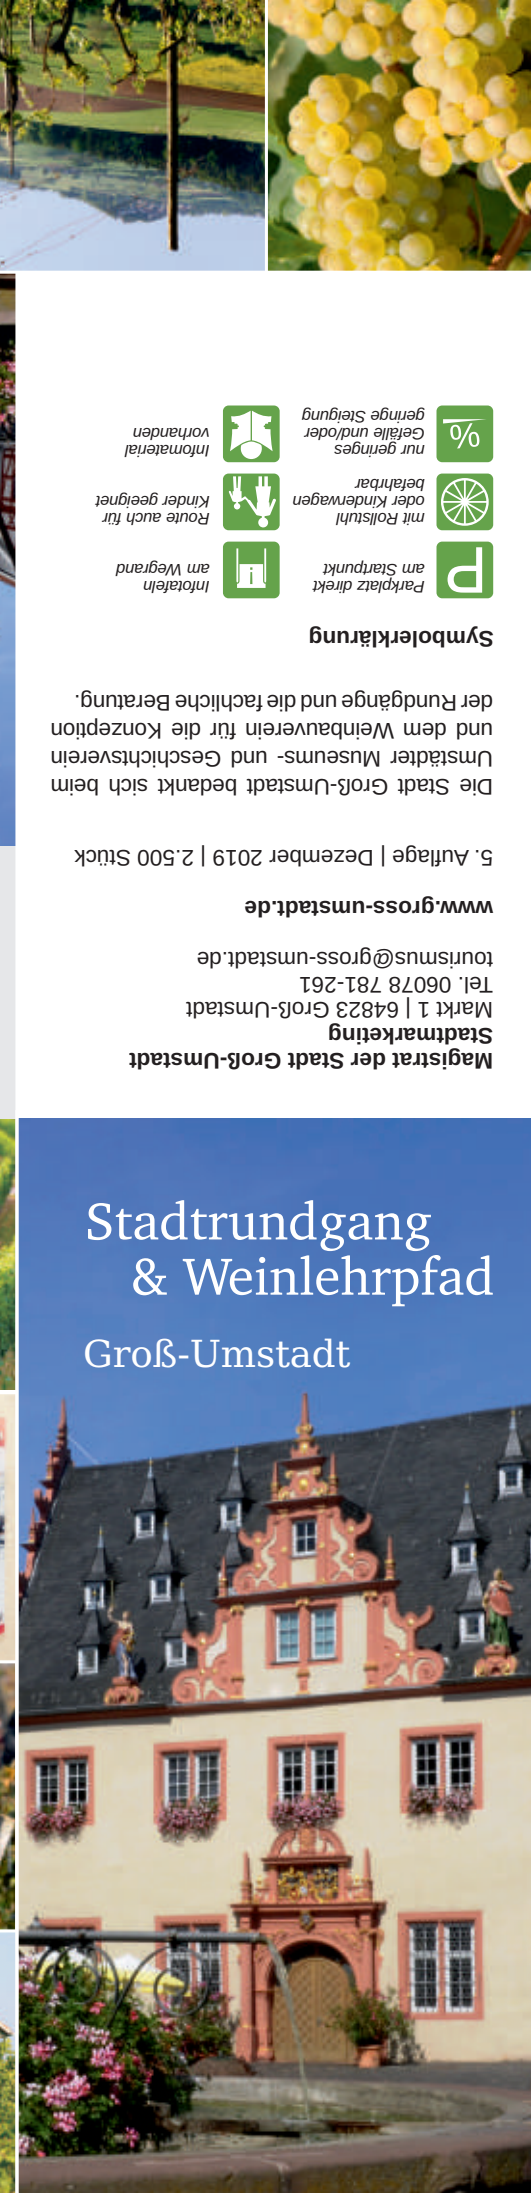 Stadtrundgang
& Weinlehrpfad
Groß-Umstadt
Magistrat der Stadt Groß-Umstadt
Stadtmarketing
Markt 1 | 64823 Groß-Umstadt
Tel. 06078 781-261
tourismus@gross-umstadt.de
www.gross-umstadt.de
5. Auflage | Dezember 2019 | 2.500 Stück
Die Stadt Groß-Umstadt bedankt sich beim
Umstädter Museums- und Geschichtsverein
und dem Weinbauverein für die Konzeption
der Rundgänge und die fachliche Beratung.
Symbolerklärung
P
Parkplatz direkt
am Startpunkt
i
Infotafeln
am Wegrand
mit Rollstuhl
oder Kinderwagen
befahrbar
Route auch für
Kinder geeignet
%
nur geringes
Gefälle und/oder
geringe Steigung
Infomaterial
vorhanden